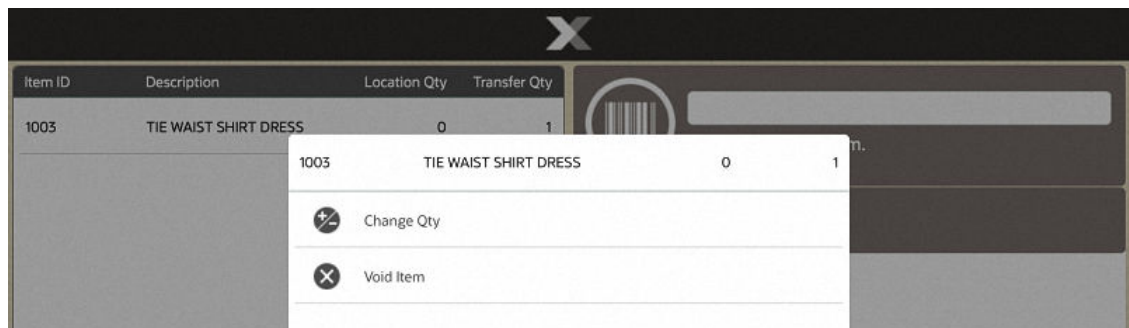 Item ID Description Location Qty Transfer Qty
1003 TIE WAIST SHIRT DRESS 0 1
m.
1003 TIE WAIST SHIRT DRESS 0 1
Change Qty
Void Item